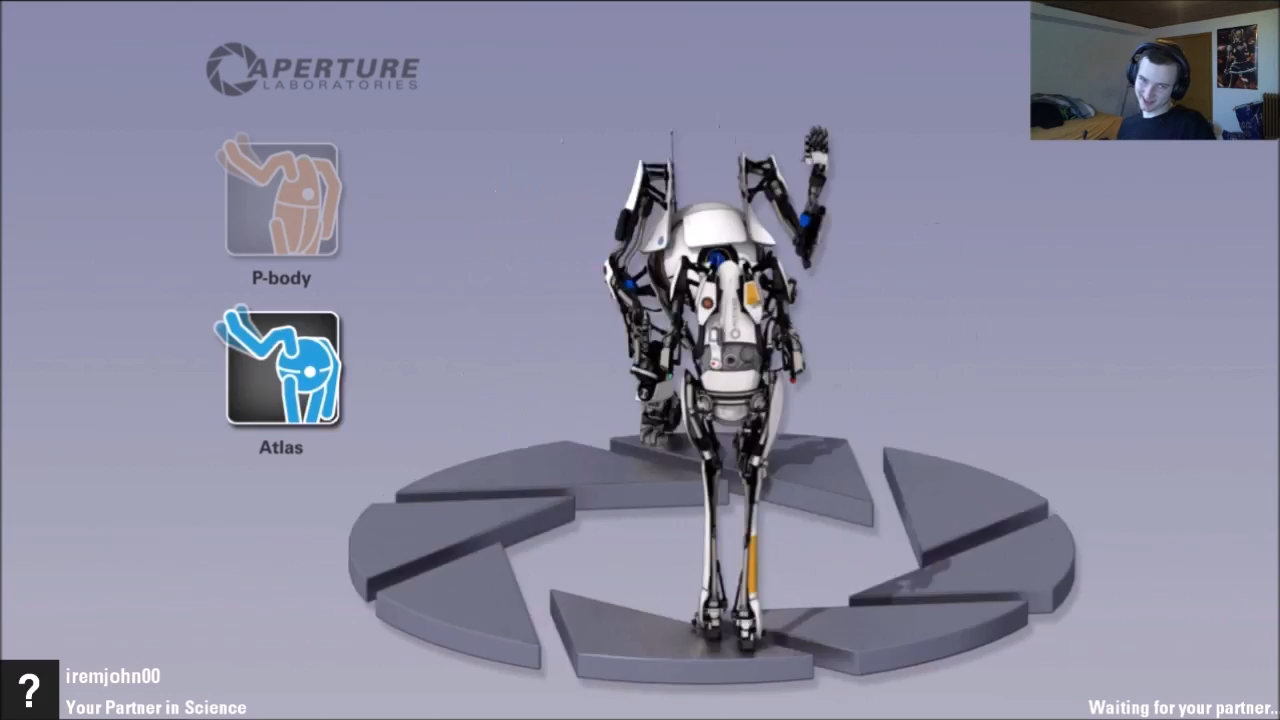 APERTURE
LABORATORIES
P-body
Atlas
?
iremjohn00
Your Partner in Science
Waiting for your partner..